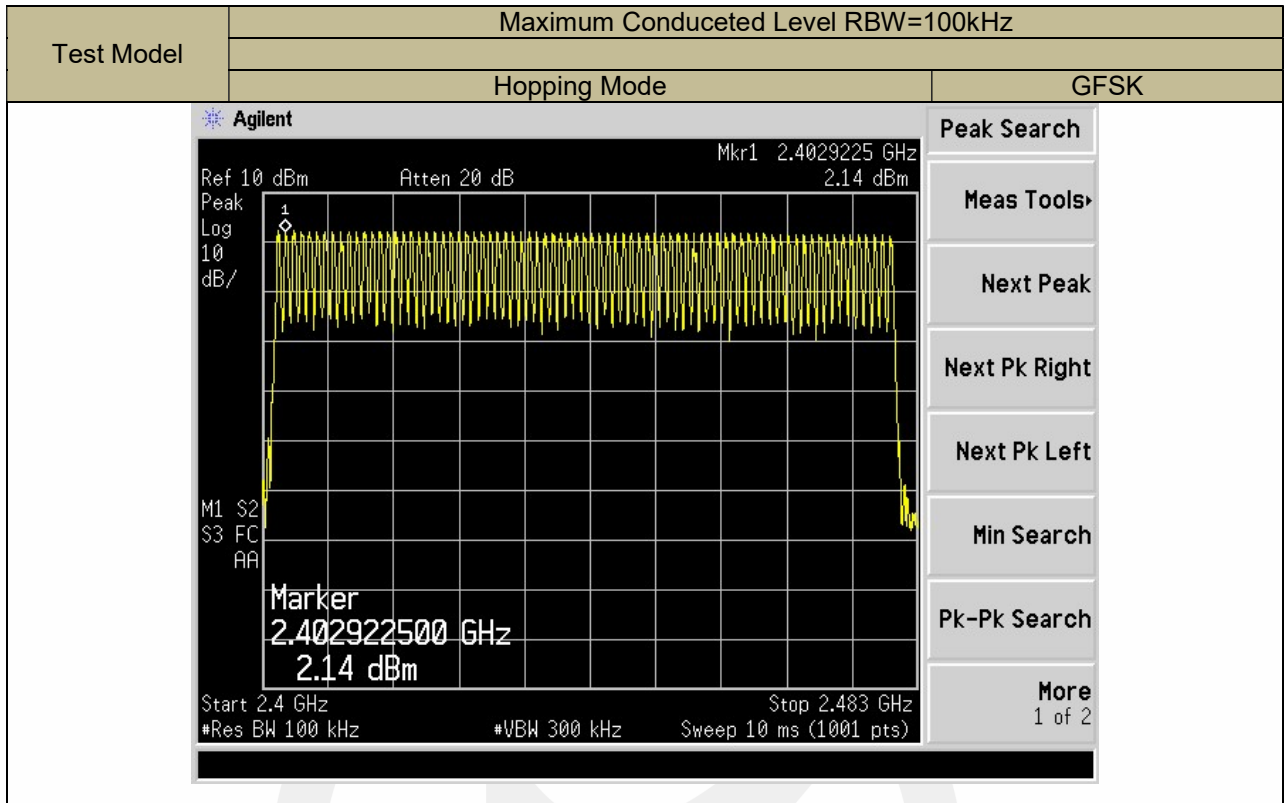 Test Model
Maximum Conduceted Level RBW=100kHz
Hopping Mode
GFSK
Agilent
Peak Search
Mkr1 2.4029225 GHz
Ref 10 dBm Atten 20 dB 2.14 dBm
Peak
Log
10
dB/
1
Meas Tools
Next Peak
Next Pk Right
Next Pk Left
M1 S2
S3 FC
AA
Min Search
Marker
2.402922500 GHz
2.14 dBm
Pk-Pk Search
Start 2.4 GHz Stop 2.483 GHz
#Res BW 100 kHz #VBW 300 kHz Sweep 10 ms (1001 pts)
More
1 of 2